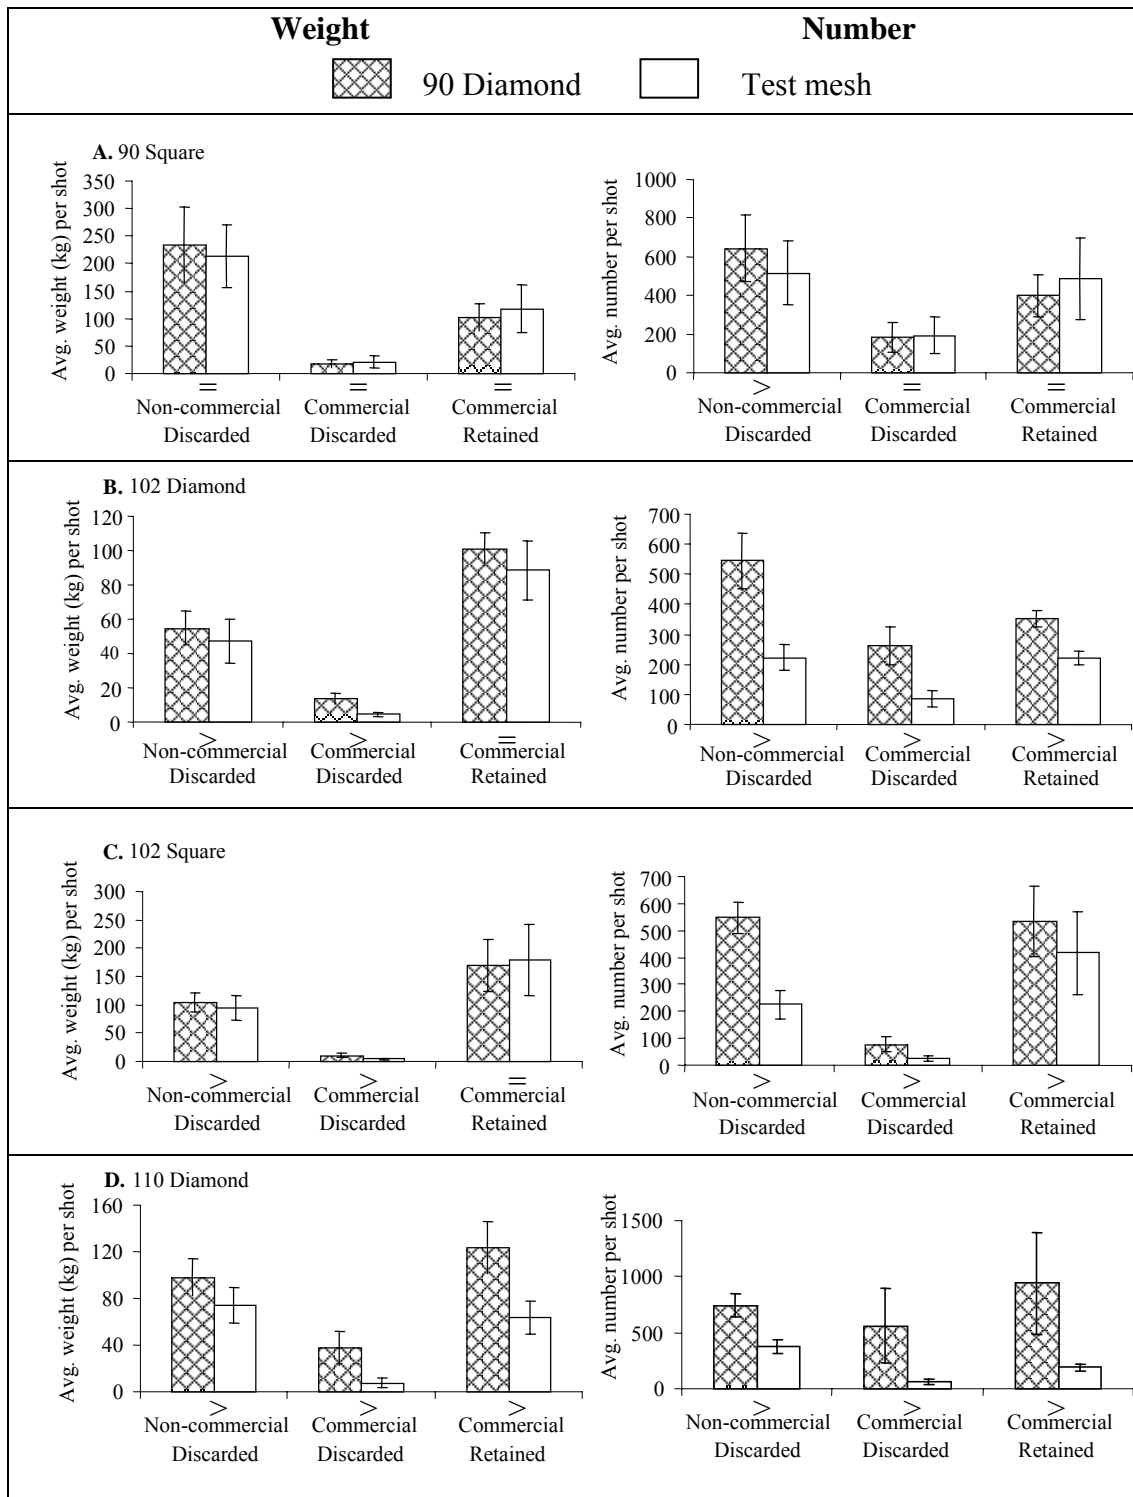 Weight Number
90 Diamond Test mesh
A. 90 Square
Avg. weight (kg) per shot
350
300
250
200
150
100
50
0
= = =
Non-commercial Commercial Commercial
Discarded Discarded Retained
Avg. number per shot
1000
800
600
400
200
0
> = =
Non-commercial Commercial Commercial
Discarded Discarded Retained
B. 102 Diamond
Avg. weight (kg) per shot
120
100
80
60
40
20
0
> > =
Non-commercial Commercial Commercial
Discarded Discarded Retained
Avg. number per shot
700
600
500
400
300
200
100
0
> > >
Non-commercial Commercial Commercial
Discarded Discarded Retained
C. 102 Square
Avg. weight (kg) per shot
300
250
200
150
100
50
0
> > =
Non-commercial Commercial Commercial
Discarded Discarded Retained
Avg. number per shot
700
600
500
400
300
200
100
0
> > >
Non-commercial Commercial Commercial
Discarded Discarded Retained
D. 110 Diamond
Avg. weight (kg) per shot
160
120
80
40
0
> > >
Non-commercial Commercial Commercial
Discarded Discarded Retained
Avg. number per shot
1500
1000
500
0
> > >
Non-commercial Commercial Commercial
Discarded Discarded Retained